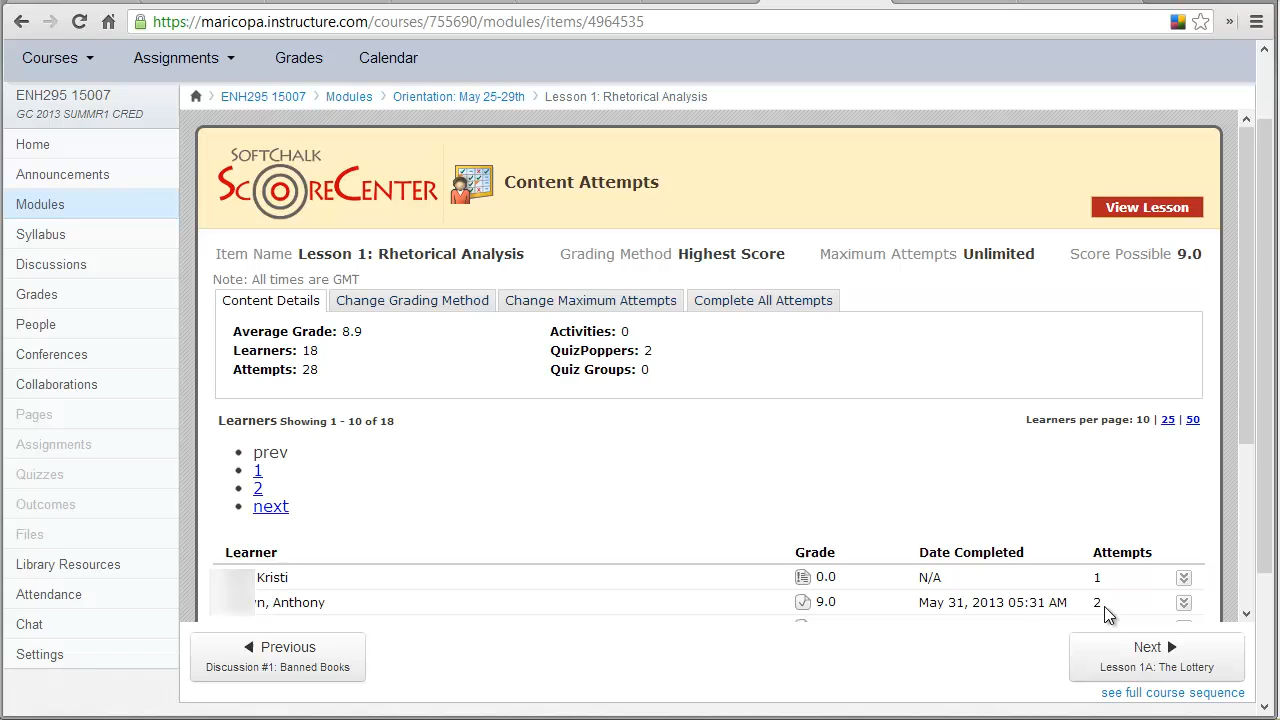 https://maricopa.instructure.com/courses/755690/modules/items/4964535
»
Courses Assignments Grades Calendar
ENH295 15007
GC 2013 SUMMR1 CRED
Home
Announcements
Modules
Syllabus
Discussions
Grades
People
Conferences
Collaborations
Pages
Assignments
Quizzes
Outcomes
Files
Library Resources
Attendance
Chat
Settings
ENH295 15007 > Modules > Orientation: May 25-29th > Lesson 1: Rhetorical Analysis
SOFTCHALK
SCORECENTER
Content Attempts
View Lesson
Item Name Lesson 1: Rhetorical Analysis Grading Method Highest Score Maximum Attempts Unlimited Score Possible 9.0
Note: All times are GMT
Content Details Change Grading Method Change Maximum Attempts Complete All Attempts
Average Grade: 8.9 Activities: 0
Learners: 18 QuizPoppers: 2
Attempts: 28 Quiz Groups: 0
Learners Showing 1 - 10 of 18 Learners per page: 10 | 25 | 50
• prev
• 1
• 2
• next
Learner Grade Date Completed Attempts
Kristi 0.0 N/A 1
n, Anthony 9.0 May 31, 2013 05:31 AM 2
Previous
Discussion #1: Banned Books
Next
Lesson 1A: The Lottery
see full course sequence